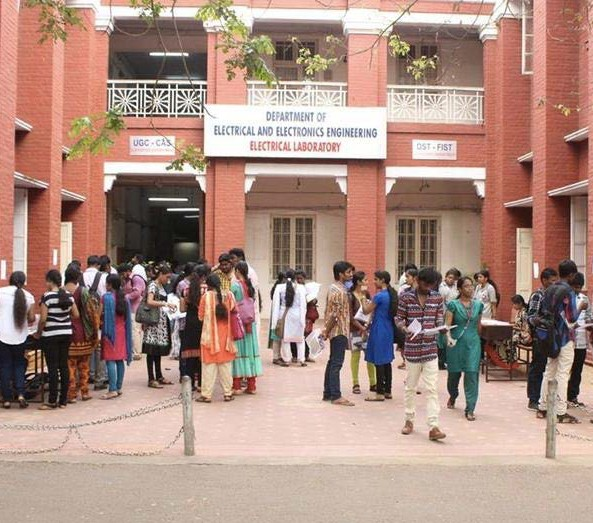 DEPARTMENT OF
ELECTRICAL AND ELECTRONICS ENGINEERING
ELECTRICAL LABORATORY
UGC - CAS
DST - FIST